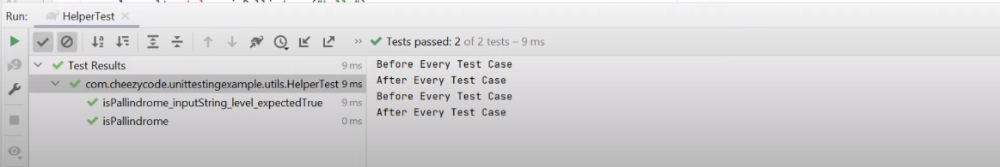 Run: HelperTest
Tests passed: 2 of 2 tests – 9 ms
Test Results 9 ms
com.cheezycode.unittestingexample.utils.HelperTest 9 ms
isPallindrome_inputString_level_expectedTrue 9 ms
isPallindrome 0 ms
Before Every Test Case
After Every Test Case
Before Every Test Case
After Every Test Case